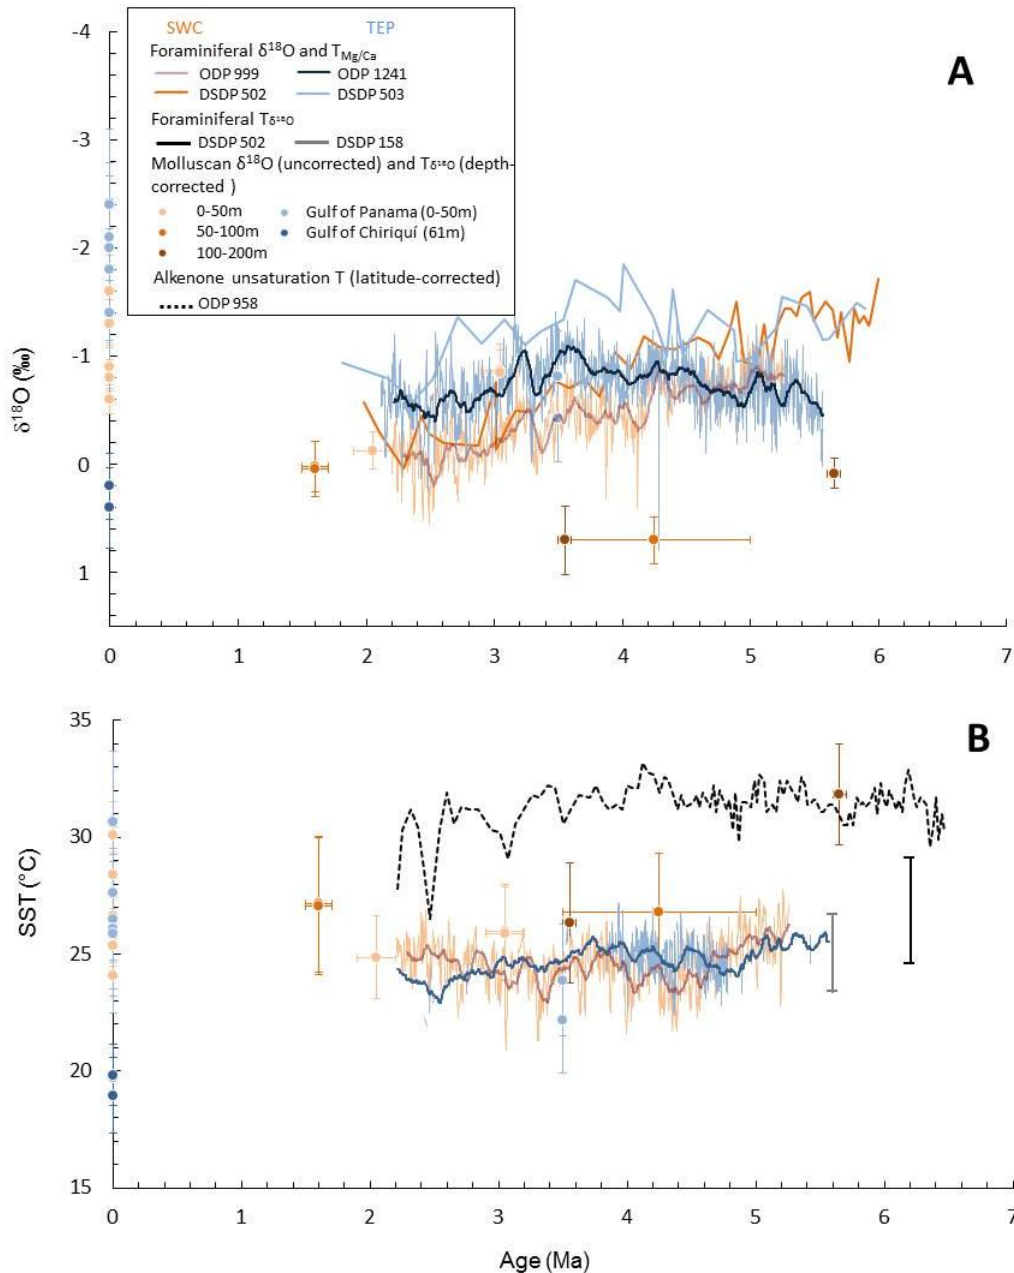 A
SWC TEP
Foraminiferal δ¹⁸O and T_Mg/Ca
ODP 999 ODP 1241
DSDP 502 DSDP 503
Foraminiferal Tδ¹⁸O
DSDP 502 DSDP 158
Molluscan δ¹⁸O (uncorrected) and Tδ¹⁸O (depth-
corrected )
0-50m Gulf of Panama (0-50m)
50-100m Gulf of Chiriquí (61m)
100-200m
Alkenone unsaturation T (latitude-corrected)
ODP 958
δ¹⁸O (‰)
-4
-3
-2
-1
0
1
0 1 2 3 4 5 6 7
B
SST (°C)
35
30
25
20
15
0 1 2 3 4 5 6 7
Age (Ma)